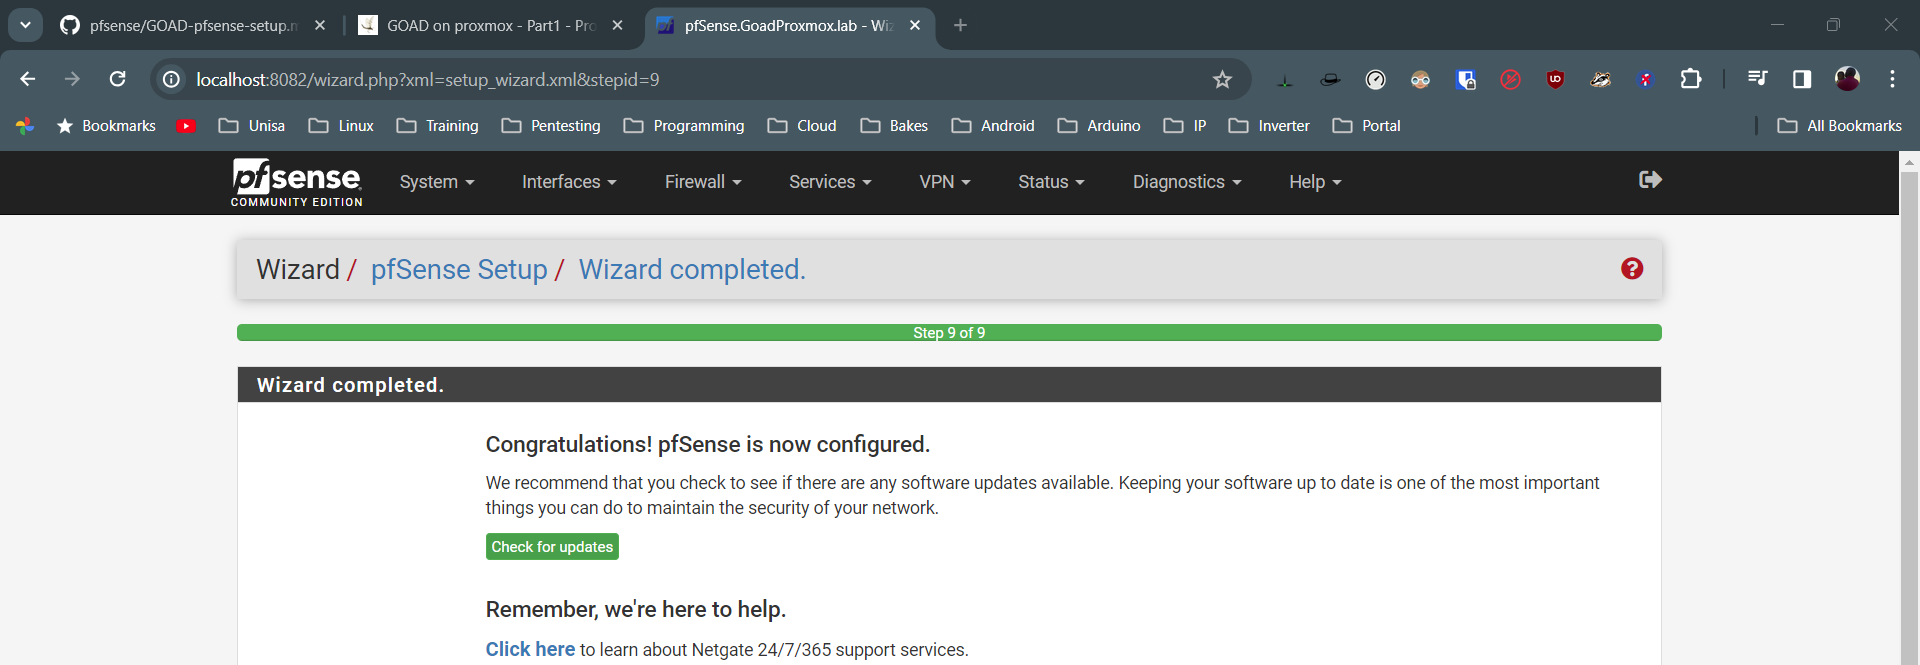 pfsense/GOAD-pfsense-setup.m
GOAD on proxmox - Part1 - Pro
pfSense.GoadProxmox.lab - Wiz
localhost:8082/wizard.php?xml=setup_wizard.xml&stepid=9
Bookmarks Unisa Linux Training Pentesting Programming Cloud Bakes Android Arduino IP Inverter Portal All Bookmarks
pfsense
COMMUNITY EDITION
System Interfaces Firewall Services VPN Status Diagnostics Help
Wizard / pfSense Setup / Wizard completed.
Step 9 of 9
Wizard completed.
Congratulations! pfSense is now configured.
We recommend that you check to see if there are any software updates available. Keeping your software up to date is one of the most important
things you can do to maintain the security of your network.
Check for updates
Remember, we're here to help.
Click here to learn about Netgate 24/7/365 support services.